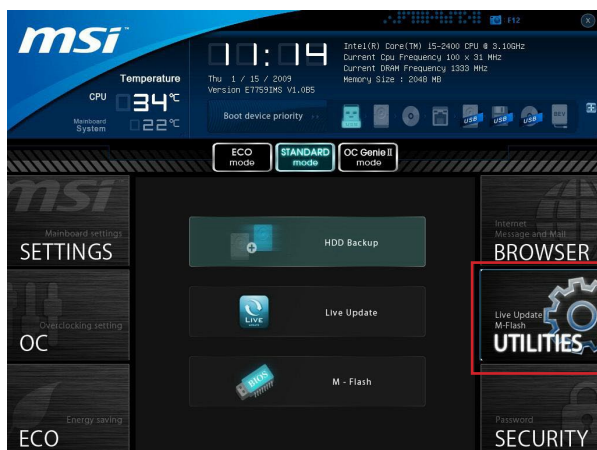 F12
X
msi
Temperature
CPU 34℃
Mainboard
System 22℃
11:14
Thu 1 / 15 / 2009
Version E7759IMS V1.0B5
Intel(R) Core(TM) i5-2400 CPU @ 3.10GHz
Current Cpu Frequency 100 x 31 MHz
Current DRAM Frequency 1333 MHz
Memory Size : 2048 MB
Boot device priority
USB
USB
USB
REV
ECO
mode
STANDARD
mode
OC Genie II
mode
msi
Mainboard settings
SETTINGS
Overclocking setting
OC
Energy saving
ECO
HDD Backup
LIVE
Live Update
BIOS
M - Flash
Internet
Message and Mail
BROWSER
Live Update
M-Flash
UTILITIES
Password
SECURITY